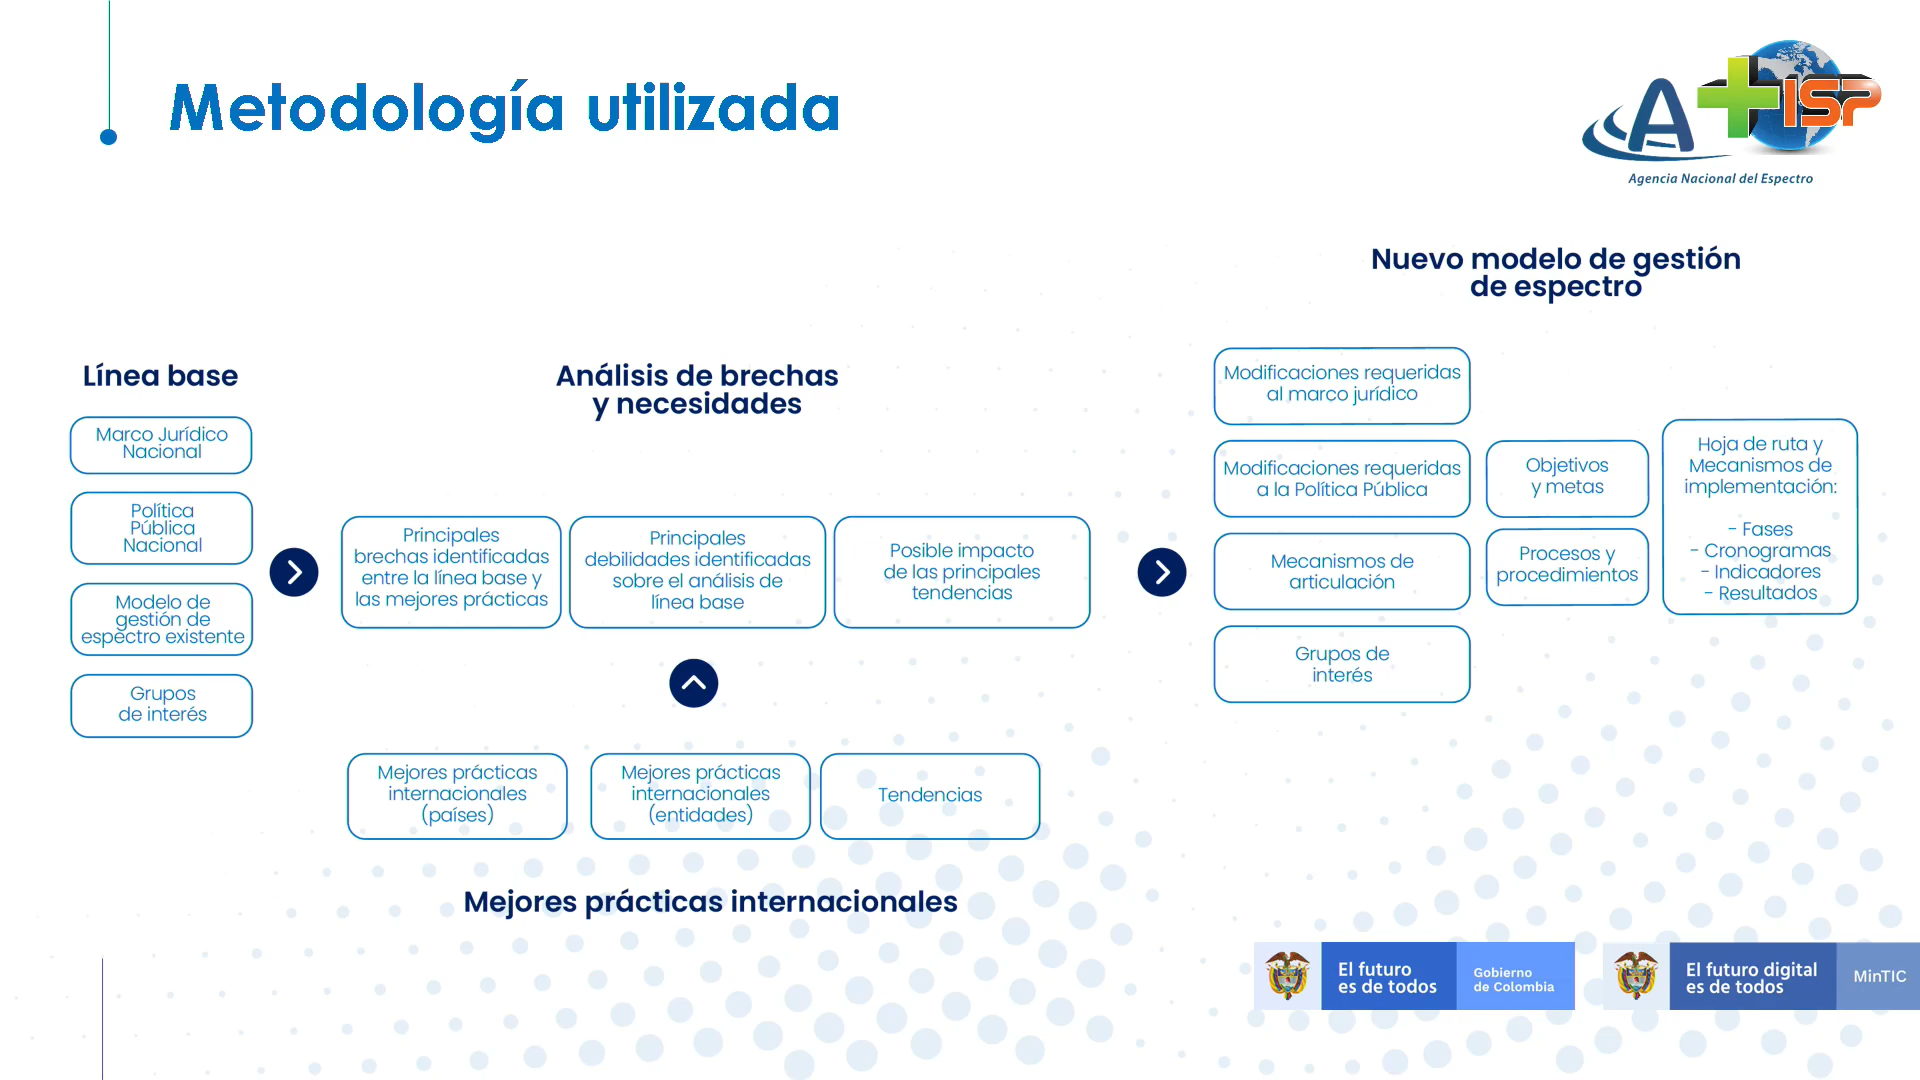 Metodología utilizada
A
ISP
Agencia Nacional del Espectro
Línea base
Marco Jurídico
Nacional
Política
Pública
Nacional
Modelo de
gestión de
espectro existente
Grupos
de interés
Análisis de brechas
y necesidades
Principales
brechas identificadas
entre la línea base y
las mejores prácticas
Principales
debilidades identificadas
sobre el análisis de
línea base
Posible impacto
de las principales
tendencias
Mejores prácticas
internacionales
(países)
Mejores prácticas
internacionales
(entidades)
Tendencias
Mejores prácticas internacionales
Nuevo modelo de gestión
de espectro
Modificaciones requeridas
al marco jurídico
Modificaciones requeridas
a la Política Pública
Mecanismos de
articulación
Grupos de
interés
Objetivos
y metas
Procesos y
procedimientos
Hoja de ruta y
Mecanismos de
implementación:
- Fases
- Cronogramas
- Indicadores
- Resultados
El futuro
es de todos
Gobierno
de Colombia
El futuro digital
es de todos
MinTIC